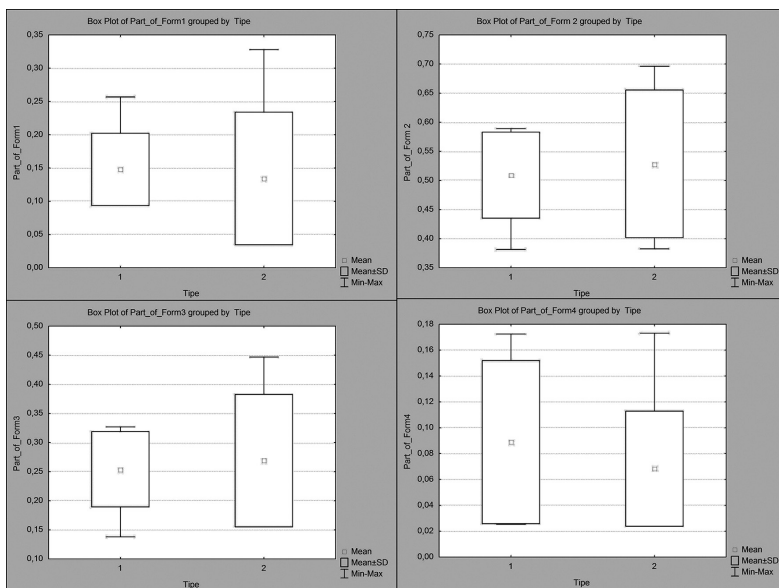 Box Plot of Part_of_Form1 grouped by Tipe
0,35
0,30
0,25
0,20
0,15
0,10
0,05
0,00
Part_of_Form1
1
2
Tipe
Mean
Mean±SD
Min-Max
Box Plot of Part_of_Form 2 grouped by Tipe
0,75
0,70
0,65
0,60
0,55
0,50
0,45
0,40
0,35
Part_of_Form 2
1
2
Tipe
Mean
Mean±SD
Min-Max
Box Plot of Part_of_Form3 grouped by Tipe
0,50
0,45
0,40
0,35
0,30
0,25
0,20
0,15
0,10
Part_of_Form3
1
2
Tipe
Mean
Mean±SD
Min-Max
Box Plot of Part_of_Form4 grouped by Tipe
0,18
0,16
0,14
0,12
0,10
0,08
0,06
0,04
0,02
0,00
Part_of_Form4
1
2
Tipe
Mean
Mean±SD
Min-Max